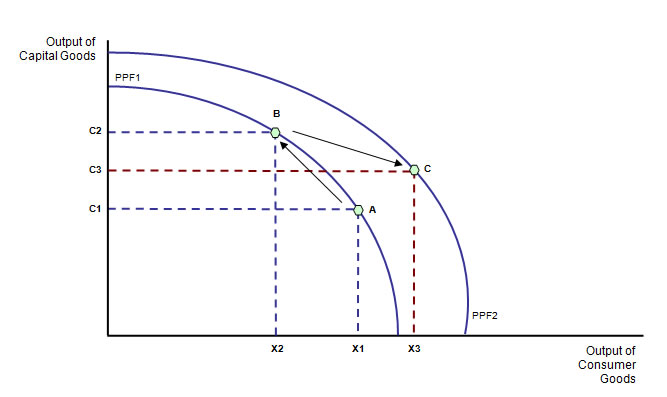 Output of
Capital Goods
PPF1
B
C2
C3
C
C1
A
PPF2
X2
X1
X3
Output of
Consumer
Goods